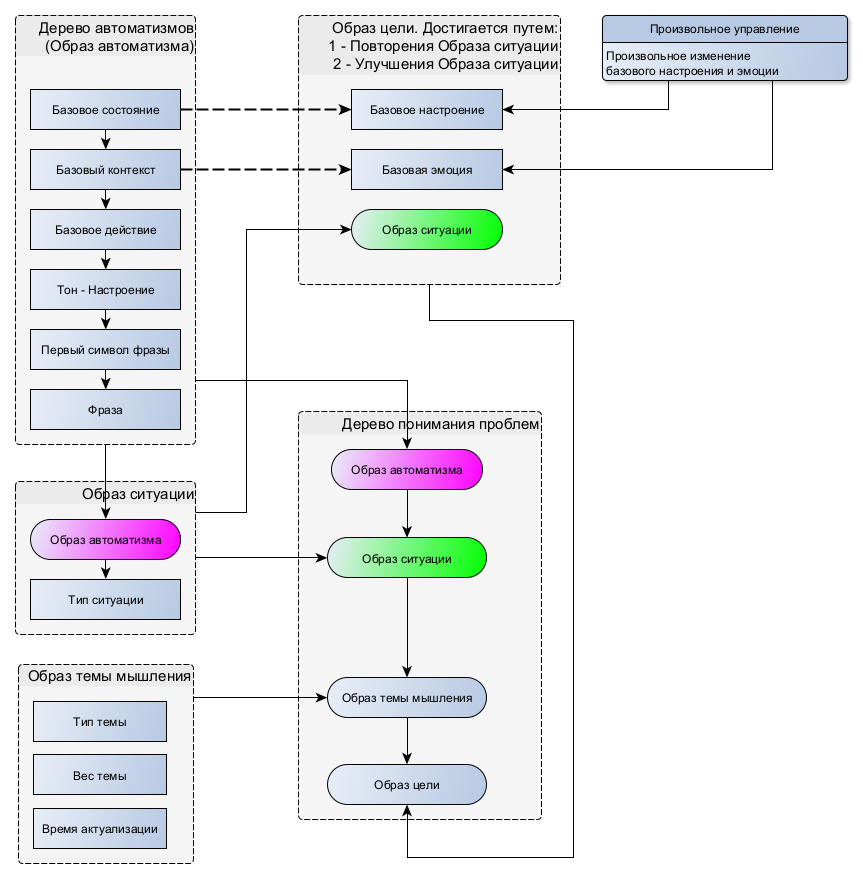 Дерево автоматизмов
(Образ автоматизма)
Базовое состояние
Базовый контекст
Базовое действие
Тон - Настроение
Первый символ фразы
Фраза
Образ цели. Достигается путем:
1 - Повторения Образа ситуации
2 - Улучшения Образа ситуации
Базовое настроение
Базовая эмоция
Образ ситуации
Произвольное управление
Произвольное изменение
базового настроения и эмоции
Образ ситуации
Образ автоматизма
Тип ситуации
Дерево понимания проблем
Образ автоматизма
Образ ситуации
Образ темы мышления
Образ цели
Образ темы мышления
Тип темы
Вес темы
Время актуализации